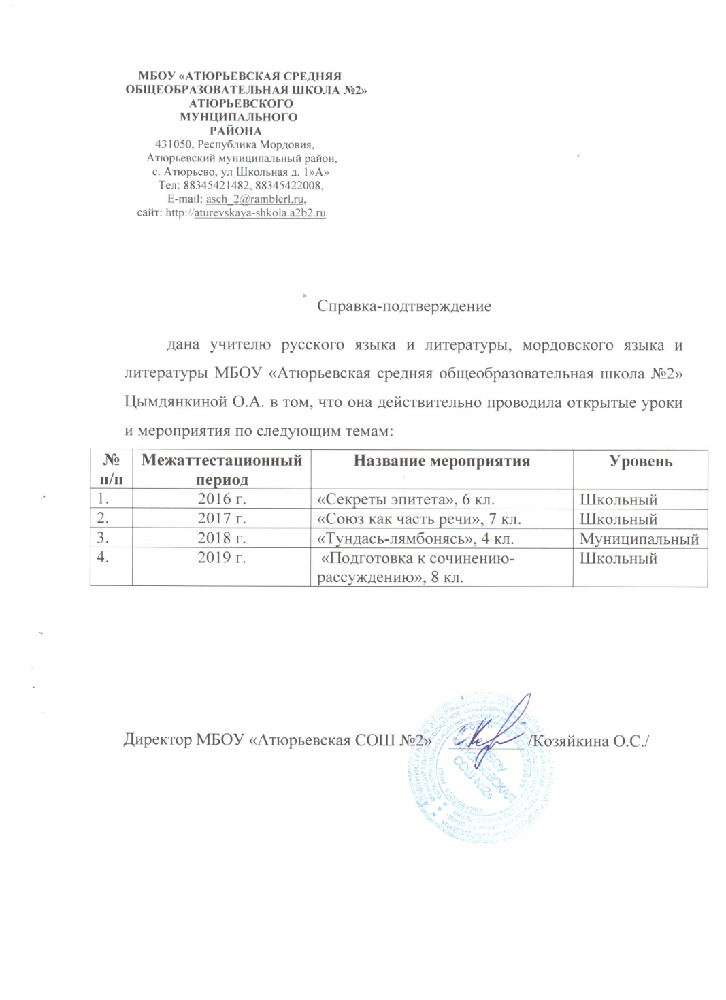 МБОУ «АТЮРЬЕВСКАЯ СРЕДНЯЯ
ОБЩЕОБРАЗОВАТЕЛЬНАЯ ШКОЛА №2»
АТЮРЬЕВСКОГО
МУНЦИПАЛЬНОГО
РАЙОНА
431050, Республика Мордовия,
Атюрьевский муниципальный район,
с. Атюрьево, ул Школьная д. 1»А»
Тел: 88345421482, 88345422008,
E-mail: asch_2@ramblerl.ru,
сайт: http://aturevskaya-shkola.a2b2.ru
Справка-подтверждение
дана учителю русского языка и литературы, мордовского языка и
литературы МБОУ «Атюрьевская средняя общеобразовательная школа №2»
Цымдянкиной О.А. в том, что она действительно проводила открытые уроки
и мероприятия по следующим темам:
№ п/п Межаттестационный период Название мероприятия Уровень
1. 2016 г. «Секреты эпитета», 6 кл. Школьный
2. 2017 г. «Союз как часть речи», 7 кл. Школьный
3. 2018 г. «Тундась-лямбонясь», 4 кл. Муниципальный
4. 2019 г. «Подготовка к сочинению-
рассуждению», 8 кл. Школьный
Директор МБОУ «Атюрьевская СОШ №2» /Козяйкина О.С./
МБОУ
«АТЮРЬЕВСКАЯ
СОШ №2»